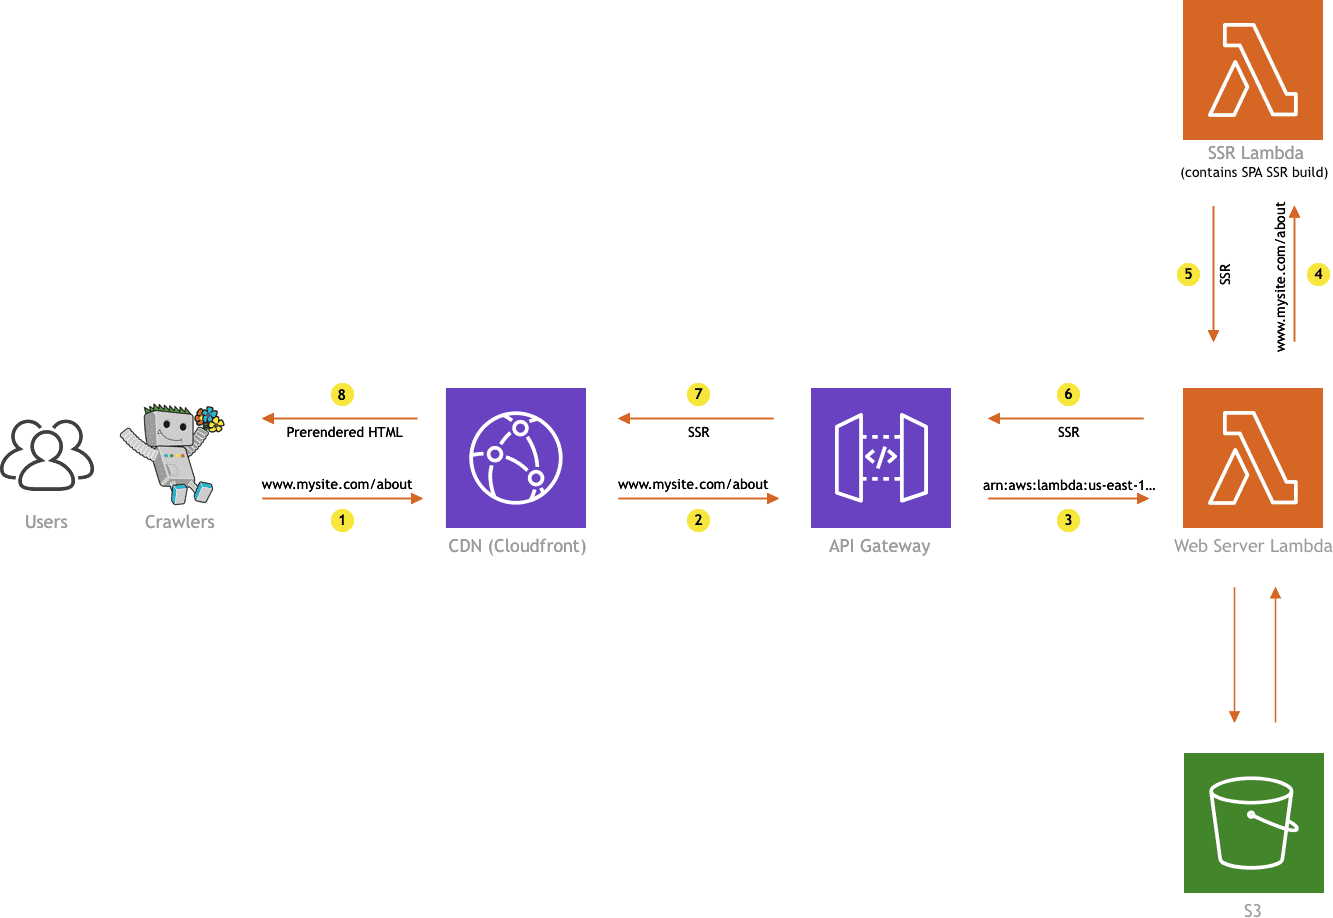 SSR Lambda
(contains SPA SSR build)
5
SSR
www.mysite.com/about
4
8
7
6
Prerendered HTML
SSR
SSR
www.mysite.com/about
www.mysite.com/about
arn:aws:lambda:us-east-1...
1
2
3
Users
Crawlers
CDN (Cloudfront)
API Gateway
Web Server Lambda
S3